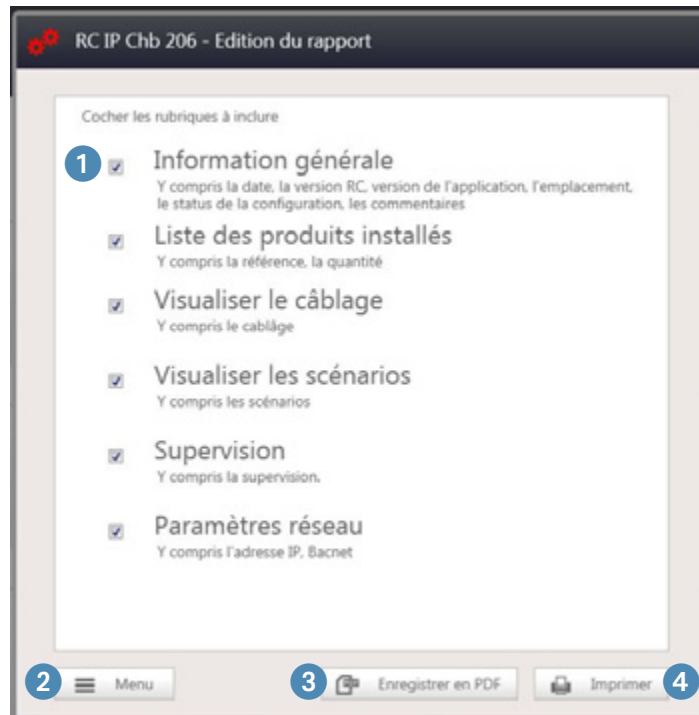 RC IP Chb 206 - Edition du rapport
Cocher les rubriques à inclure
1
Information générale
Y compris la date, la version RC, version de l'application, l'emplacement,
le status de la configuration, les commentaires
Liste des produits installés
Y compris la référence, la quantité
Visualiser le câblage
Y compris le cablâge
Visualiser les scénarios
Y compris les scénarios
Supervision
Y compris la supervision.
Paramètres réseau
Y compris l'adresse IP, Bacnet
2 Menu
3 Enregistrer en PDF
Imprimer 4